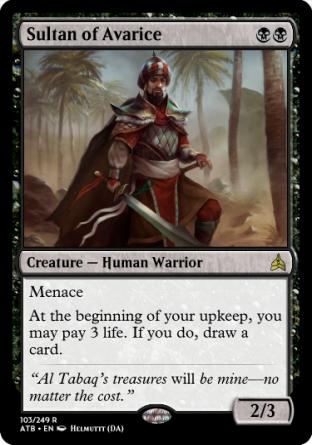 Sultan of Avarice
Creature — Human Warrior
Menace
At the beginning of your upkeep, you
may pay 3 life. If you do, draw a
card.
“Al Tabaq's treasures will be mine—no
matter the cost.”
2/3
103/249 R
ATB • EN HELMUTTT (DA)